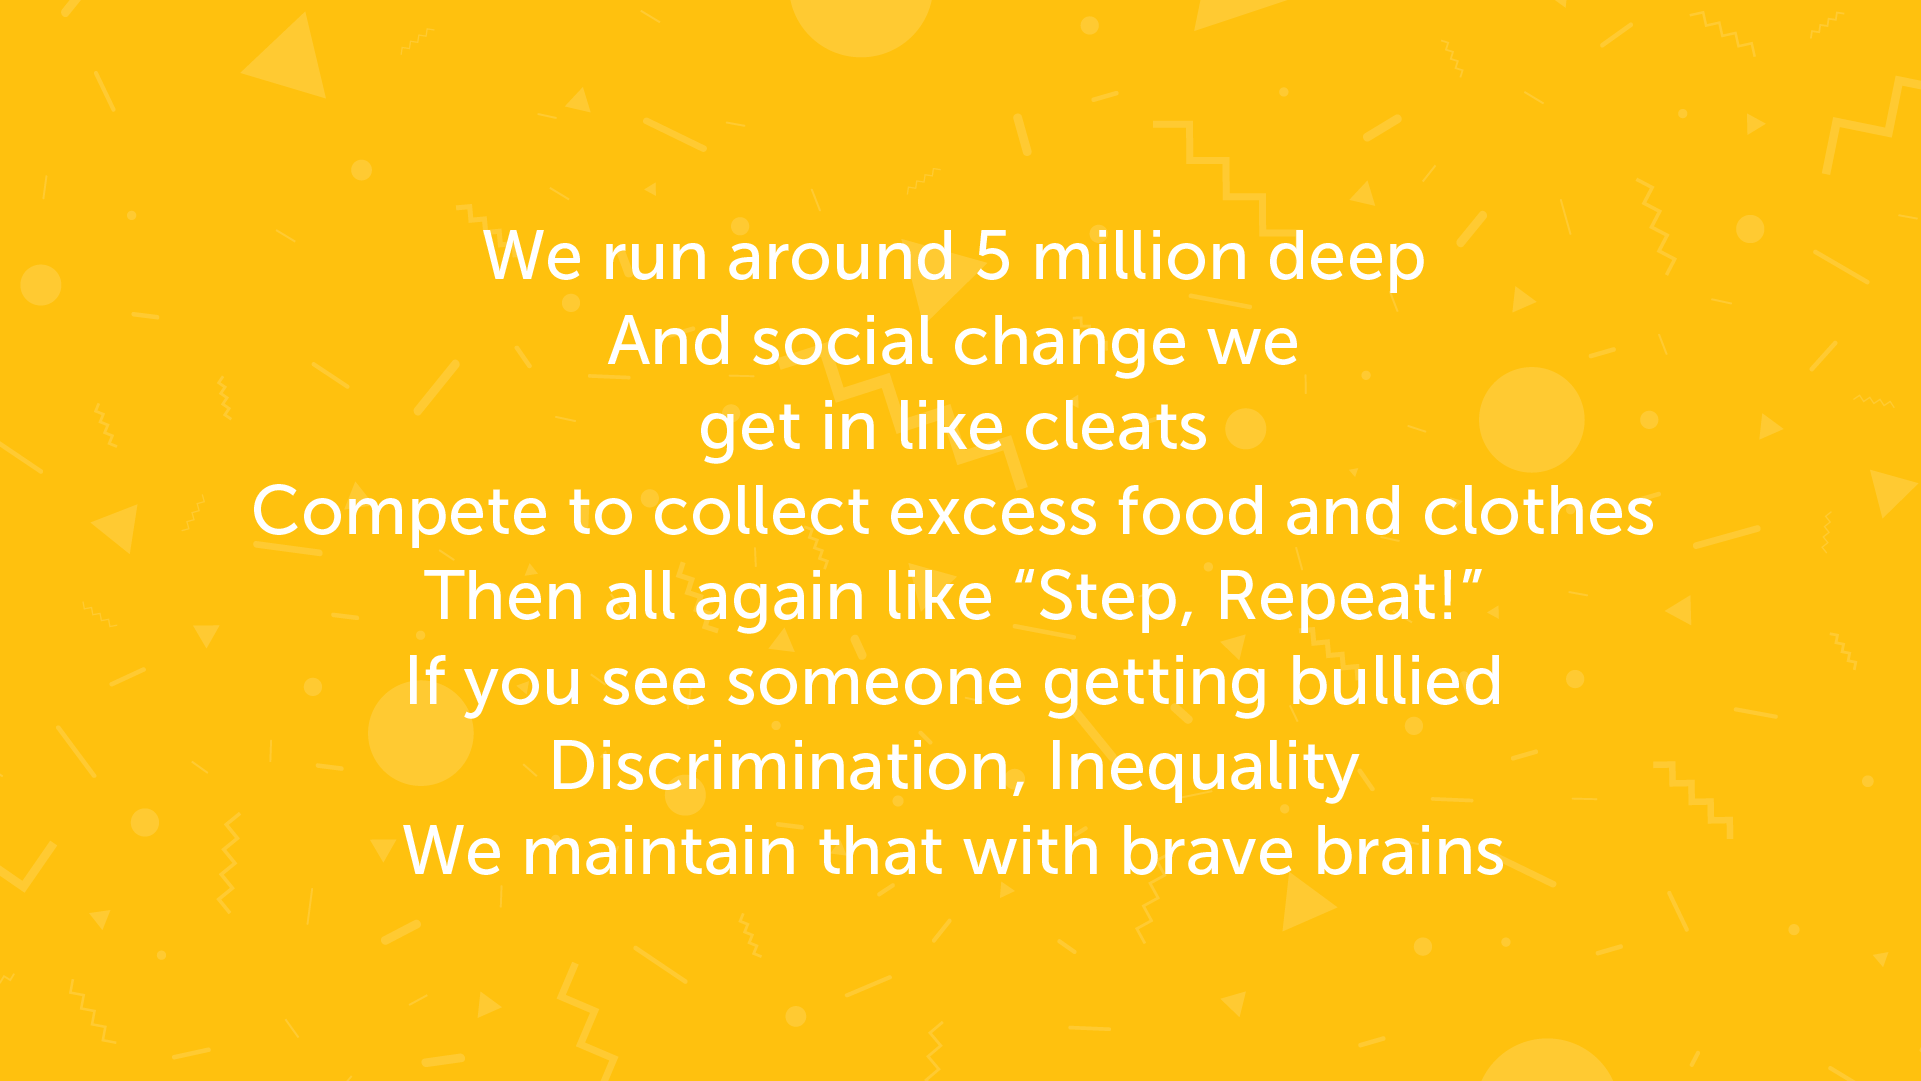 We run around 5 million deep
And social change we
get in like cleats
Compete to collect excess food and clothes
Then all again like “Step, Repeat!”
If you see someone getting bullied
Discrimination, Inequality
We maintain that with brave brains